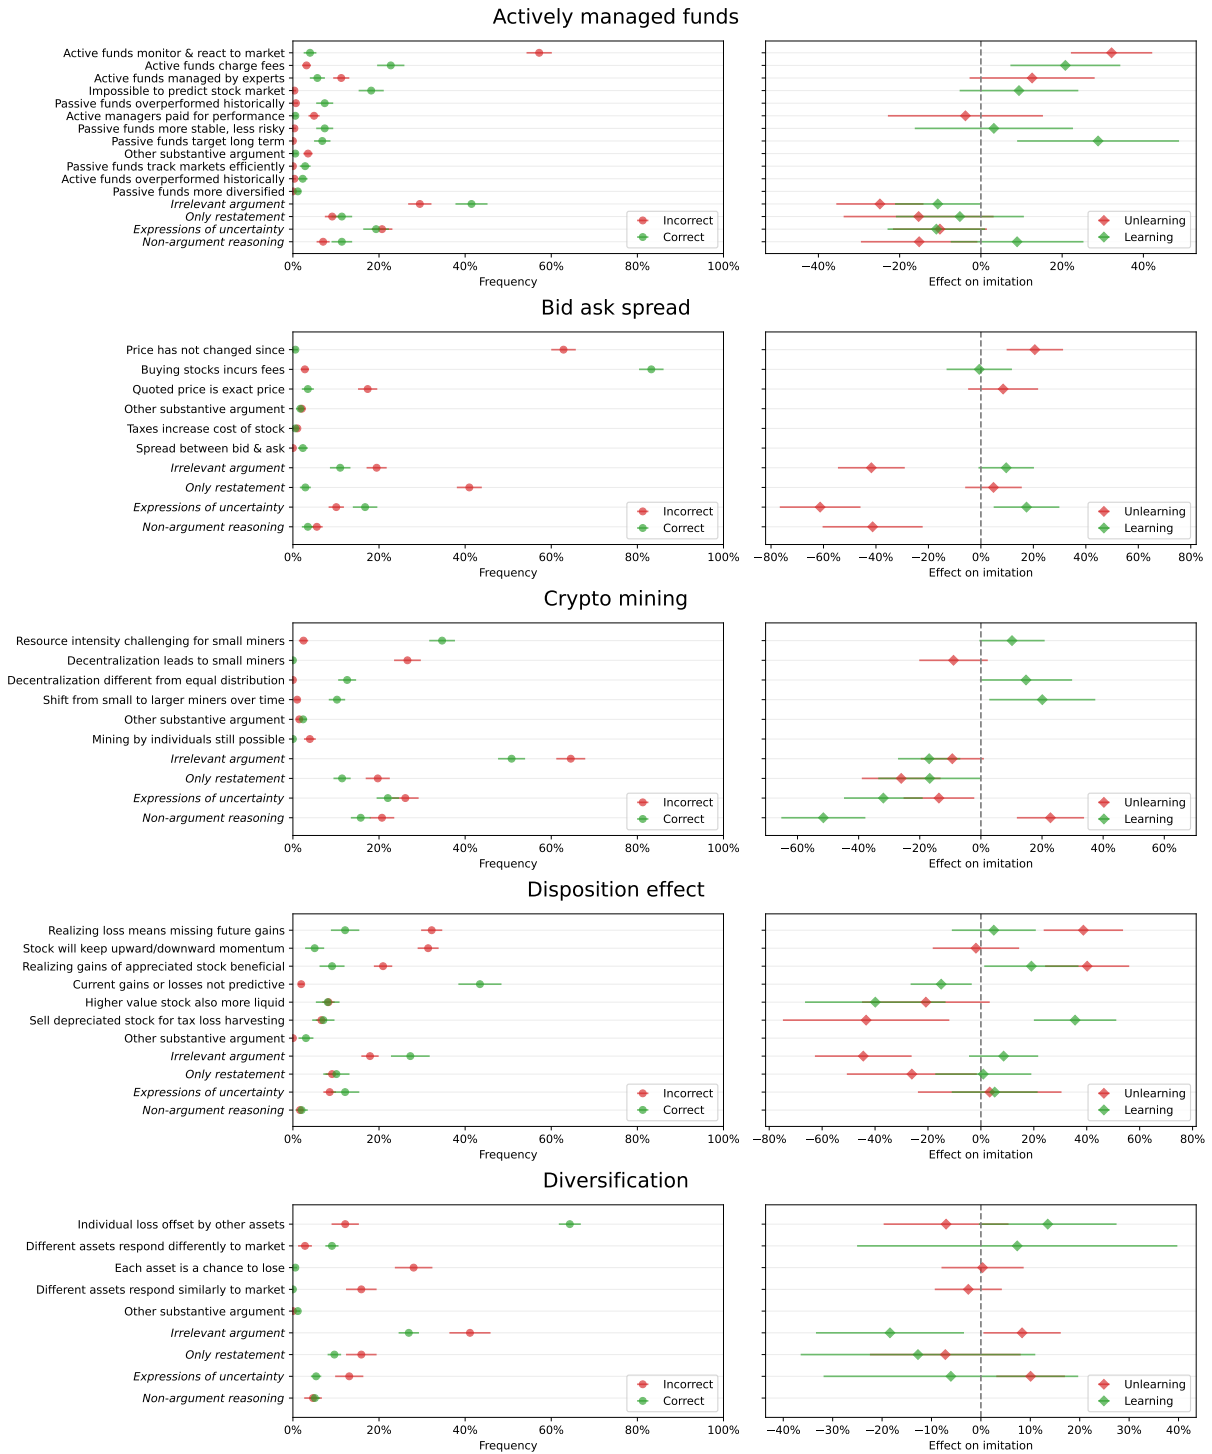 Actively managed funds
Active funds monitor & react to market
Active funds charge fees
Active funds managed by experts
Impossible to predict stock market
Passive funds overperformed historically
Active managers paid for performance
Passive funds more stable, less risky
Passive funds target long term
Other substantive argument
Passive funds track markets efficiently
Active funds overperformed historically
Passive funds more diversified
Irrelevant argument
Only restatement
Expressions of uncertainty
Non-argument reasoning
Incorrect
Correct
0% 20% 40% 60% 80% 100%
Frequency
Unlearning
Learning
−40% −20% 0% 20% 40%
Effect on imitation
Bid ask spread
Price has not changed since
Buying stocks incurs fees
Quoted price is exact price
Other substantive argument
Taxes increase cost of stock
Spread between bid & ask
Irrelevant argument
Only restatement
Expressions of uncertainty
Non-argument reasoning
Incorrect
Correct
0% 20% 40% 60% 80% 100%
Frequency
Unlearning
Learning
−80% −60% −40% −20% 0% 20% 40% 60% 80%
Effect on imitation
Crypto mining
Resource intensity challenging for small miners
Decentralization leads to small miners
Decentralization different from equal distribution
Shift from small to larger miners over time
Other substantive argument
Mining by individuals still possible
Irrelevant argument
Only restatement
Expressions of uncertainty
Non-argument reasoning
Incorrect
Correct
0% 20% 40% 60% 80% 100%
Frequency
Unlearning
Learning
−60% −40% −20% 0% 20% 40% 60%
Effect on imitation
Disposition effect
Realizing loss means missing future gains
Stock will keep upward/downward momentum
Realizing gains of appreciated stock beneficial
Current gains or losses not predictive
Higher value stock also more liquid
Sell depreciated stock for tax loss harvesting
Other substantive argument
Irrelevant argument
Only restatement
Expressions of uncertainty
Non-argument reasoning
Incorrect
Correct
0% 20% 40% 60% 80% 100%
Frequency
Unlearning
Learning
−80% −60% −40% −20% 0% 20% 40% 60% 80%
Effect on imitation
Diversification
Individual loss offset by other assets
Different assets respond differently to market
Each asset is a chance to lose
Different assets respond similarly to market
Other substantive argument
Irrelevant argument
Only restatement
Expressions of uncertainty
Non-argument reasoning
Incorrect
Correct
0% 20% 40% 60% 80% 100%
Frequency
Unlearning
Learning
−40% −30% −20% −10% 0% 10% 20% 30% 40%
Effect on imitation